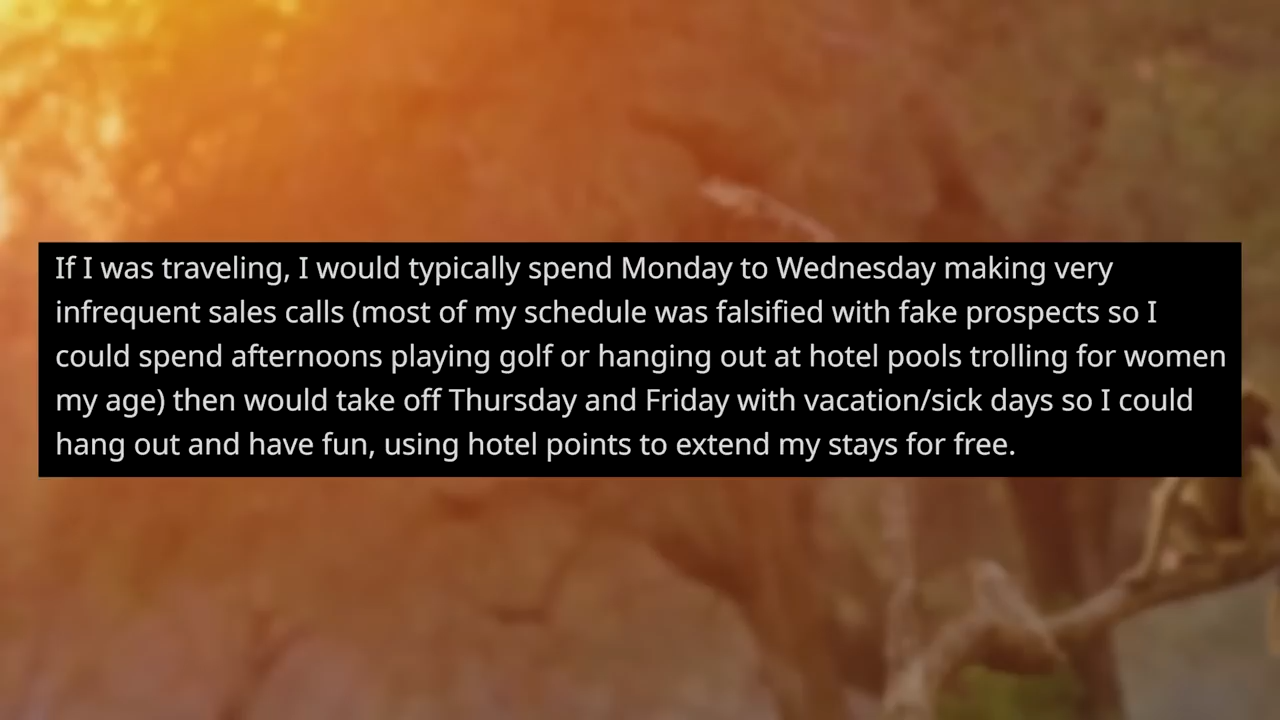 If I was traveling, I would typically spend Monday to Wednesday making very
infrequent sales calls (most of my schedule was falsified with fake prospects so I
could spend afternoons playing golf or hanging out at hotel pools trolling for women
my age) then would take off Thursday and Friday with vacation/sick days so I could
hang out and have fun, using hotel points to extend my stays for free.